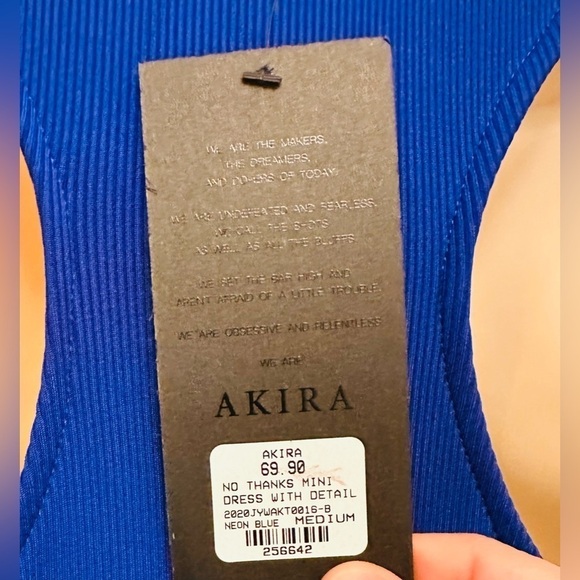 WE ARE THE MAKERS,
THE DREAMERS,
AND DO-ERS OF TODAY.
WE ARE UNDEFEATED AND FEARLESS.
WE CALL THE SHOTS
AS WELL AS ALL THE BLUFFS.
WE SET THE BAR HIGH AND
AREN'T AFRAID OF A LITTLE TROUBLE.
WE ARE OBSESSIVE AND RELENTLESS
WE ARE
AKIRA
AKIRA
69.90
NO THANKS MINI
DRESS WITH DETAIL
2020JYWAKT0016-B
NEON BLUE MEDIUM
256642